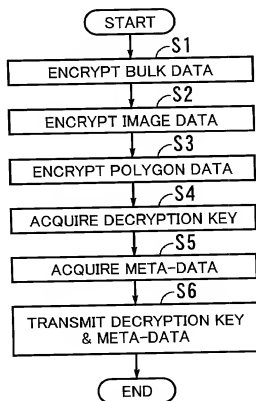 START
S1
ENCRYPT BULK DATA
S2
ENCRYPT IMAGE DATA
S3
ENCRYPT POLYGON DATA
S4
ACQUIRE DECRYPTION KEY
S5
ACQUIRE META-DATA
S6
TRANSMIT DECRYPTION KEY
& META-DATA
END